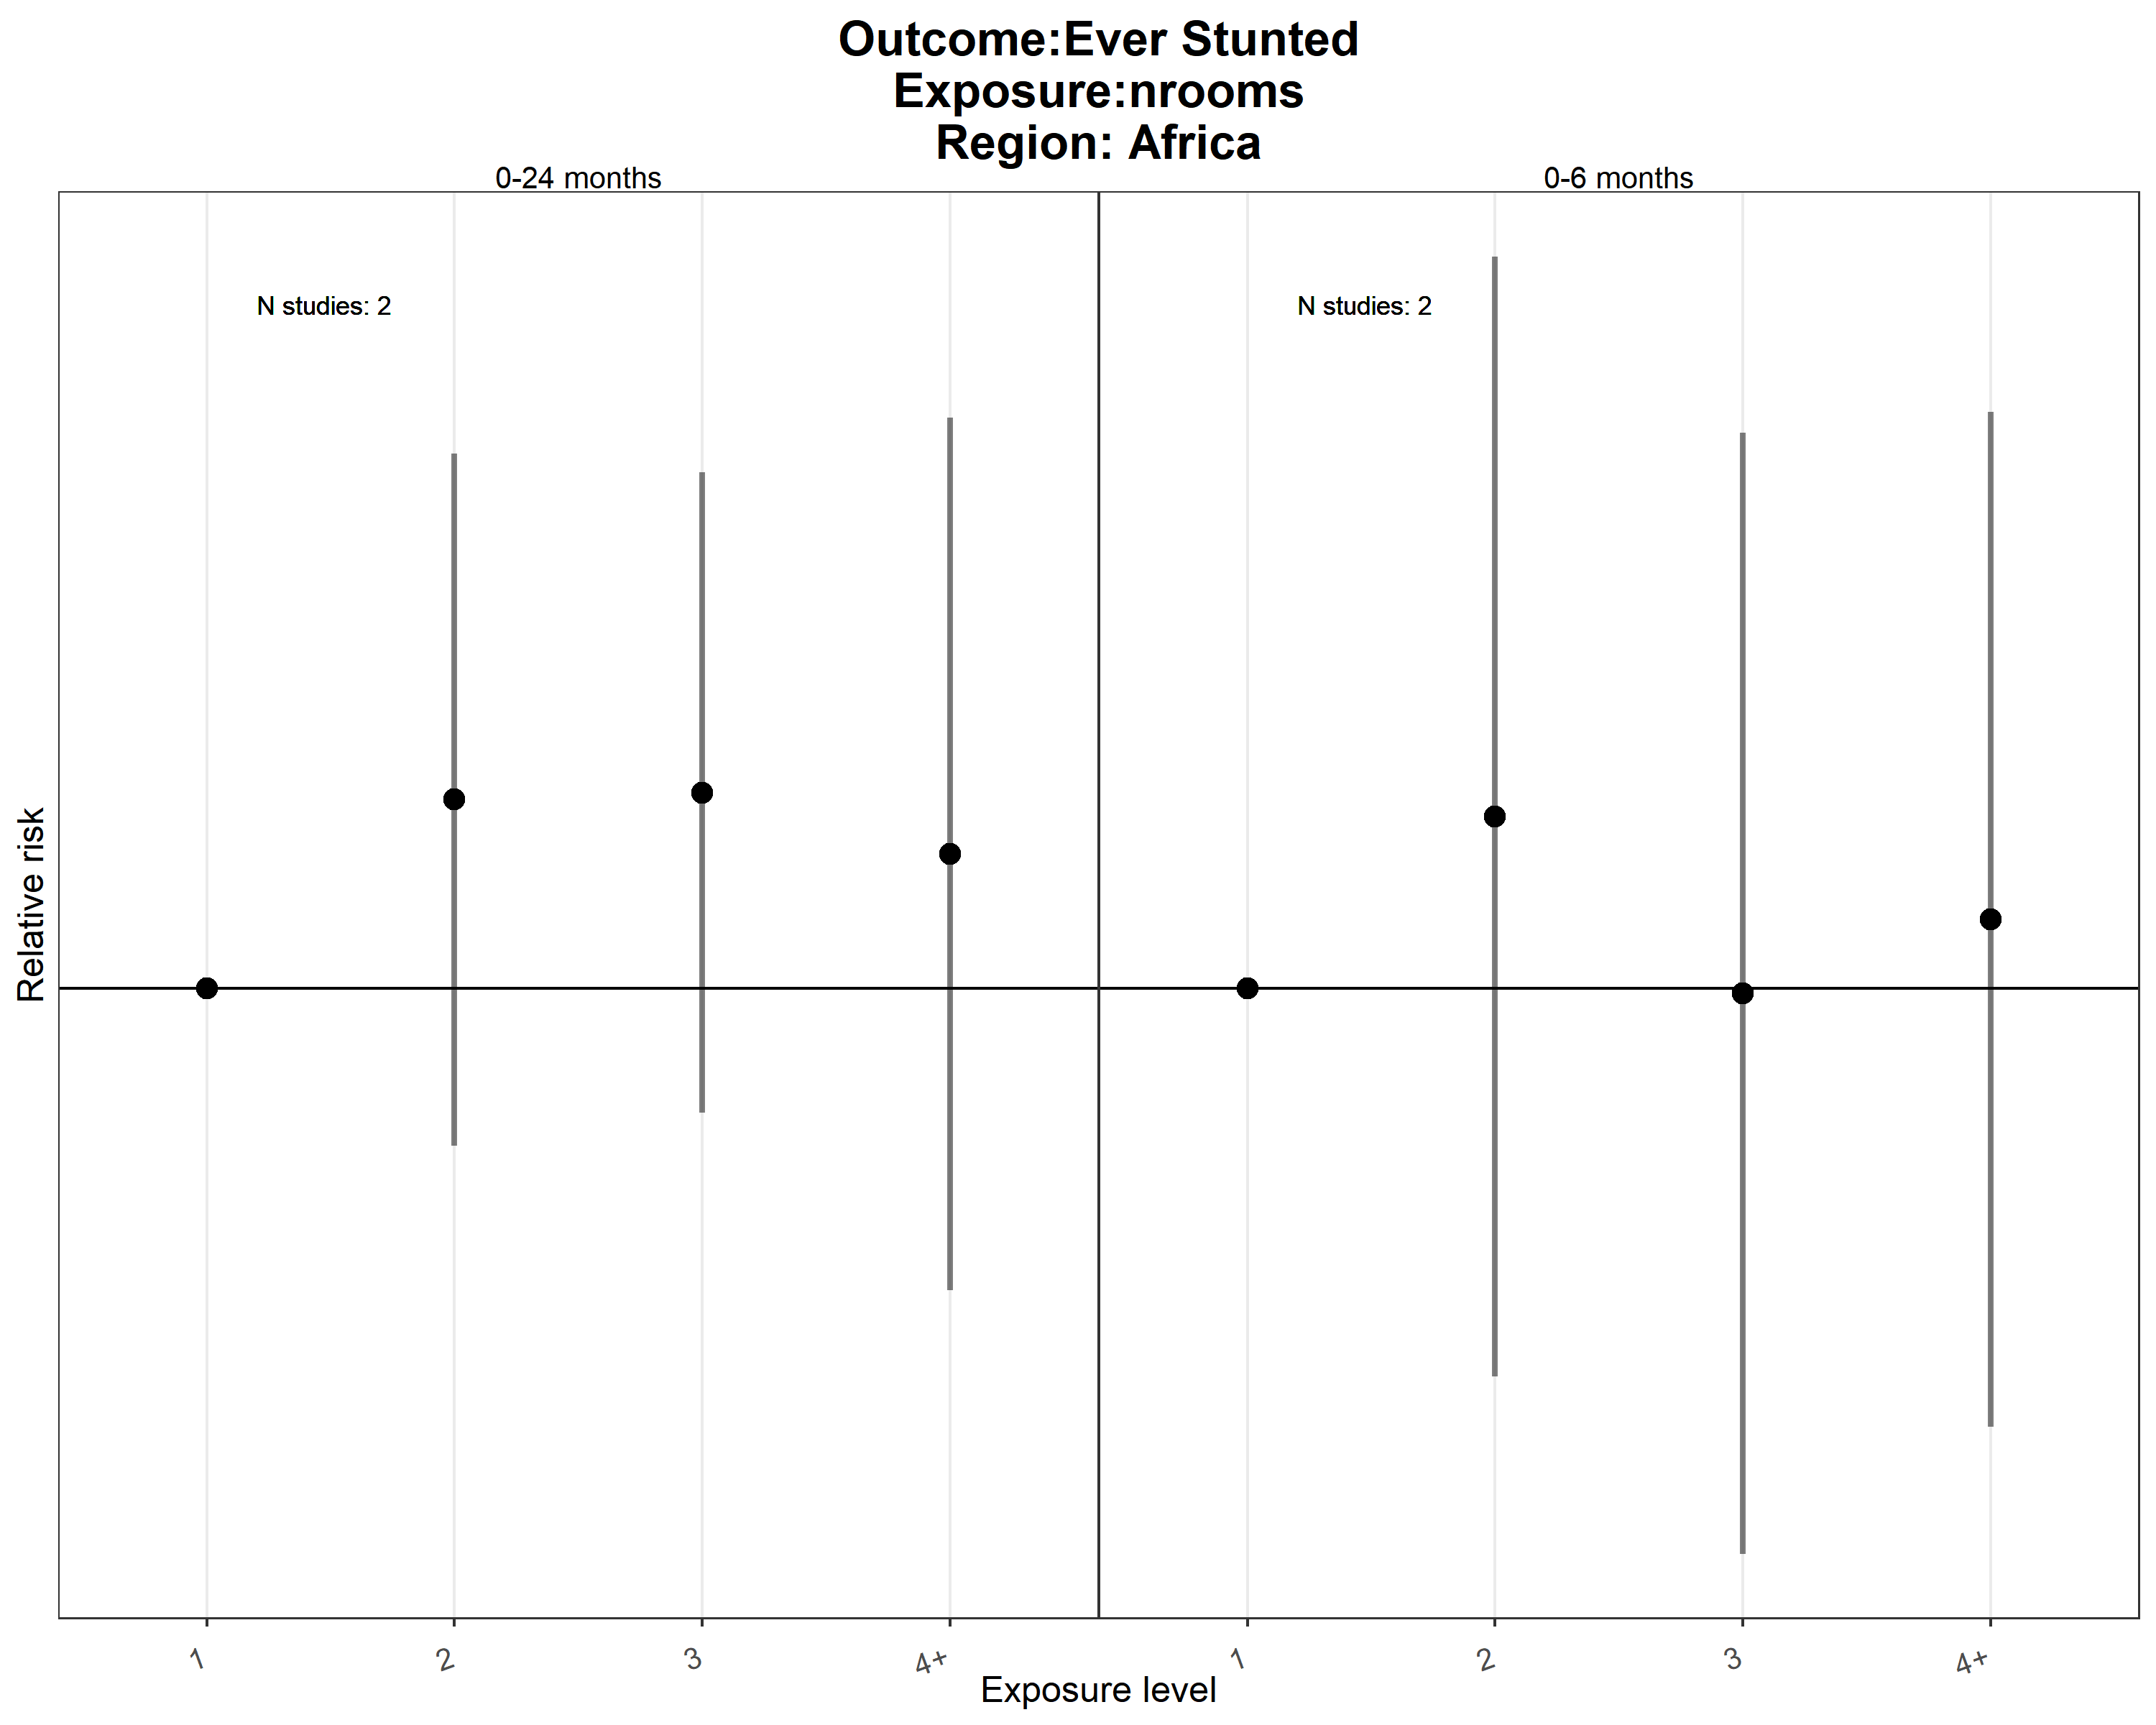 Outcome:Ever Stunted
Exposure:nrooms
Region: Africa
0-24 months
0-6 months
N studies: 2
N studies: 2
Relative risk
1
2
3
4+
1
2
3
4+
Exposure level